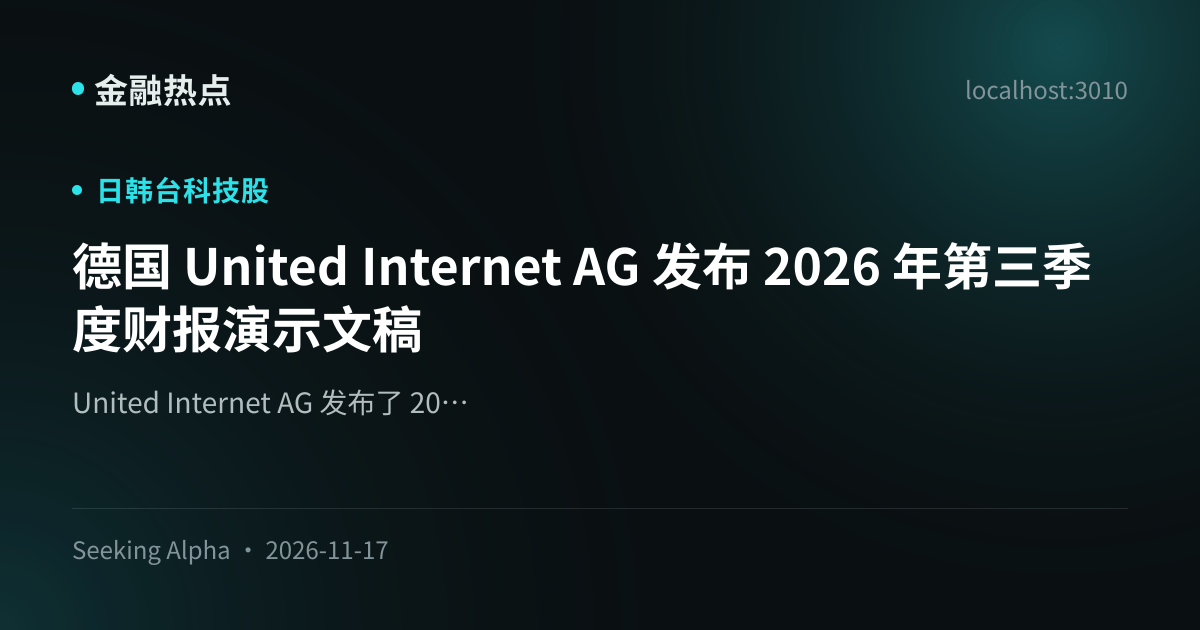 金融热点
localhost:3010
日韩台科技股
德国 United Internet AG 发布 2026 年第三季
度财报演示文稿
United Internet AG 发布了 20…
Seeking Alpha · 2026-11-17